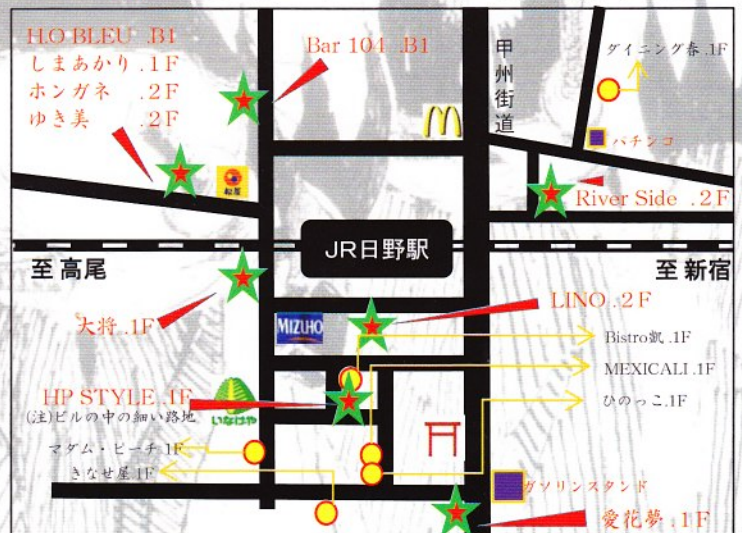 H.O BLEU .B1
しまあかり.1F
ホンガネ .2F
ゆき美 .2F
Bar 104 .B1
甲州街道
ダイニング春.1F
パチンコ
松屋
River Side .2F
JR日野駅
至 高尾
至 新宿
大将.1F
MIZUHO
LINO .2F
Bistro凱.1F
MEXICALI.1F
ひのっこ.1F
HP STYLE.1F
(注)ビルの中の細い路地
いなげや
マダム・ピーチ.1F
きなせ屋.1F
ガソリンスタンド
愛花夢.1F